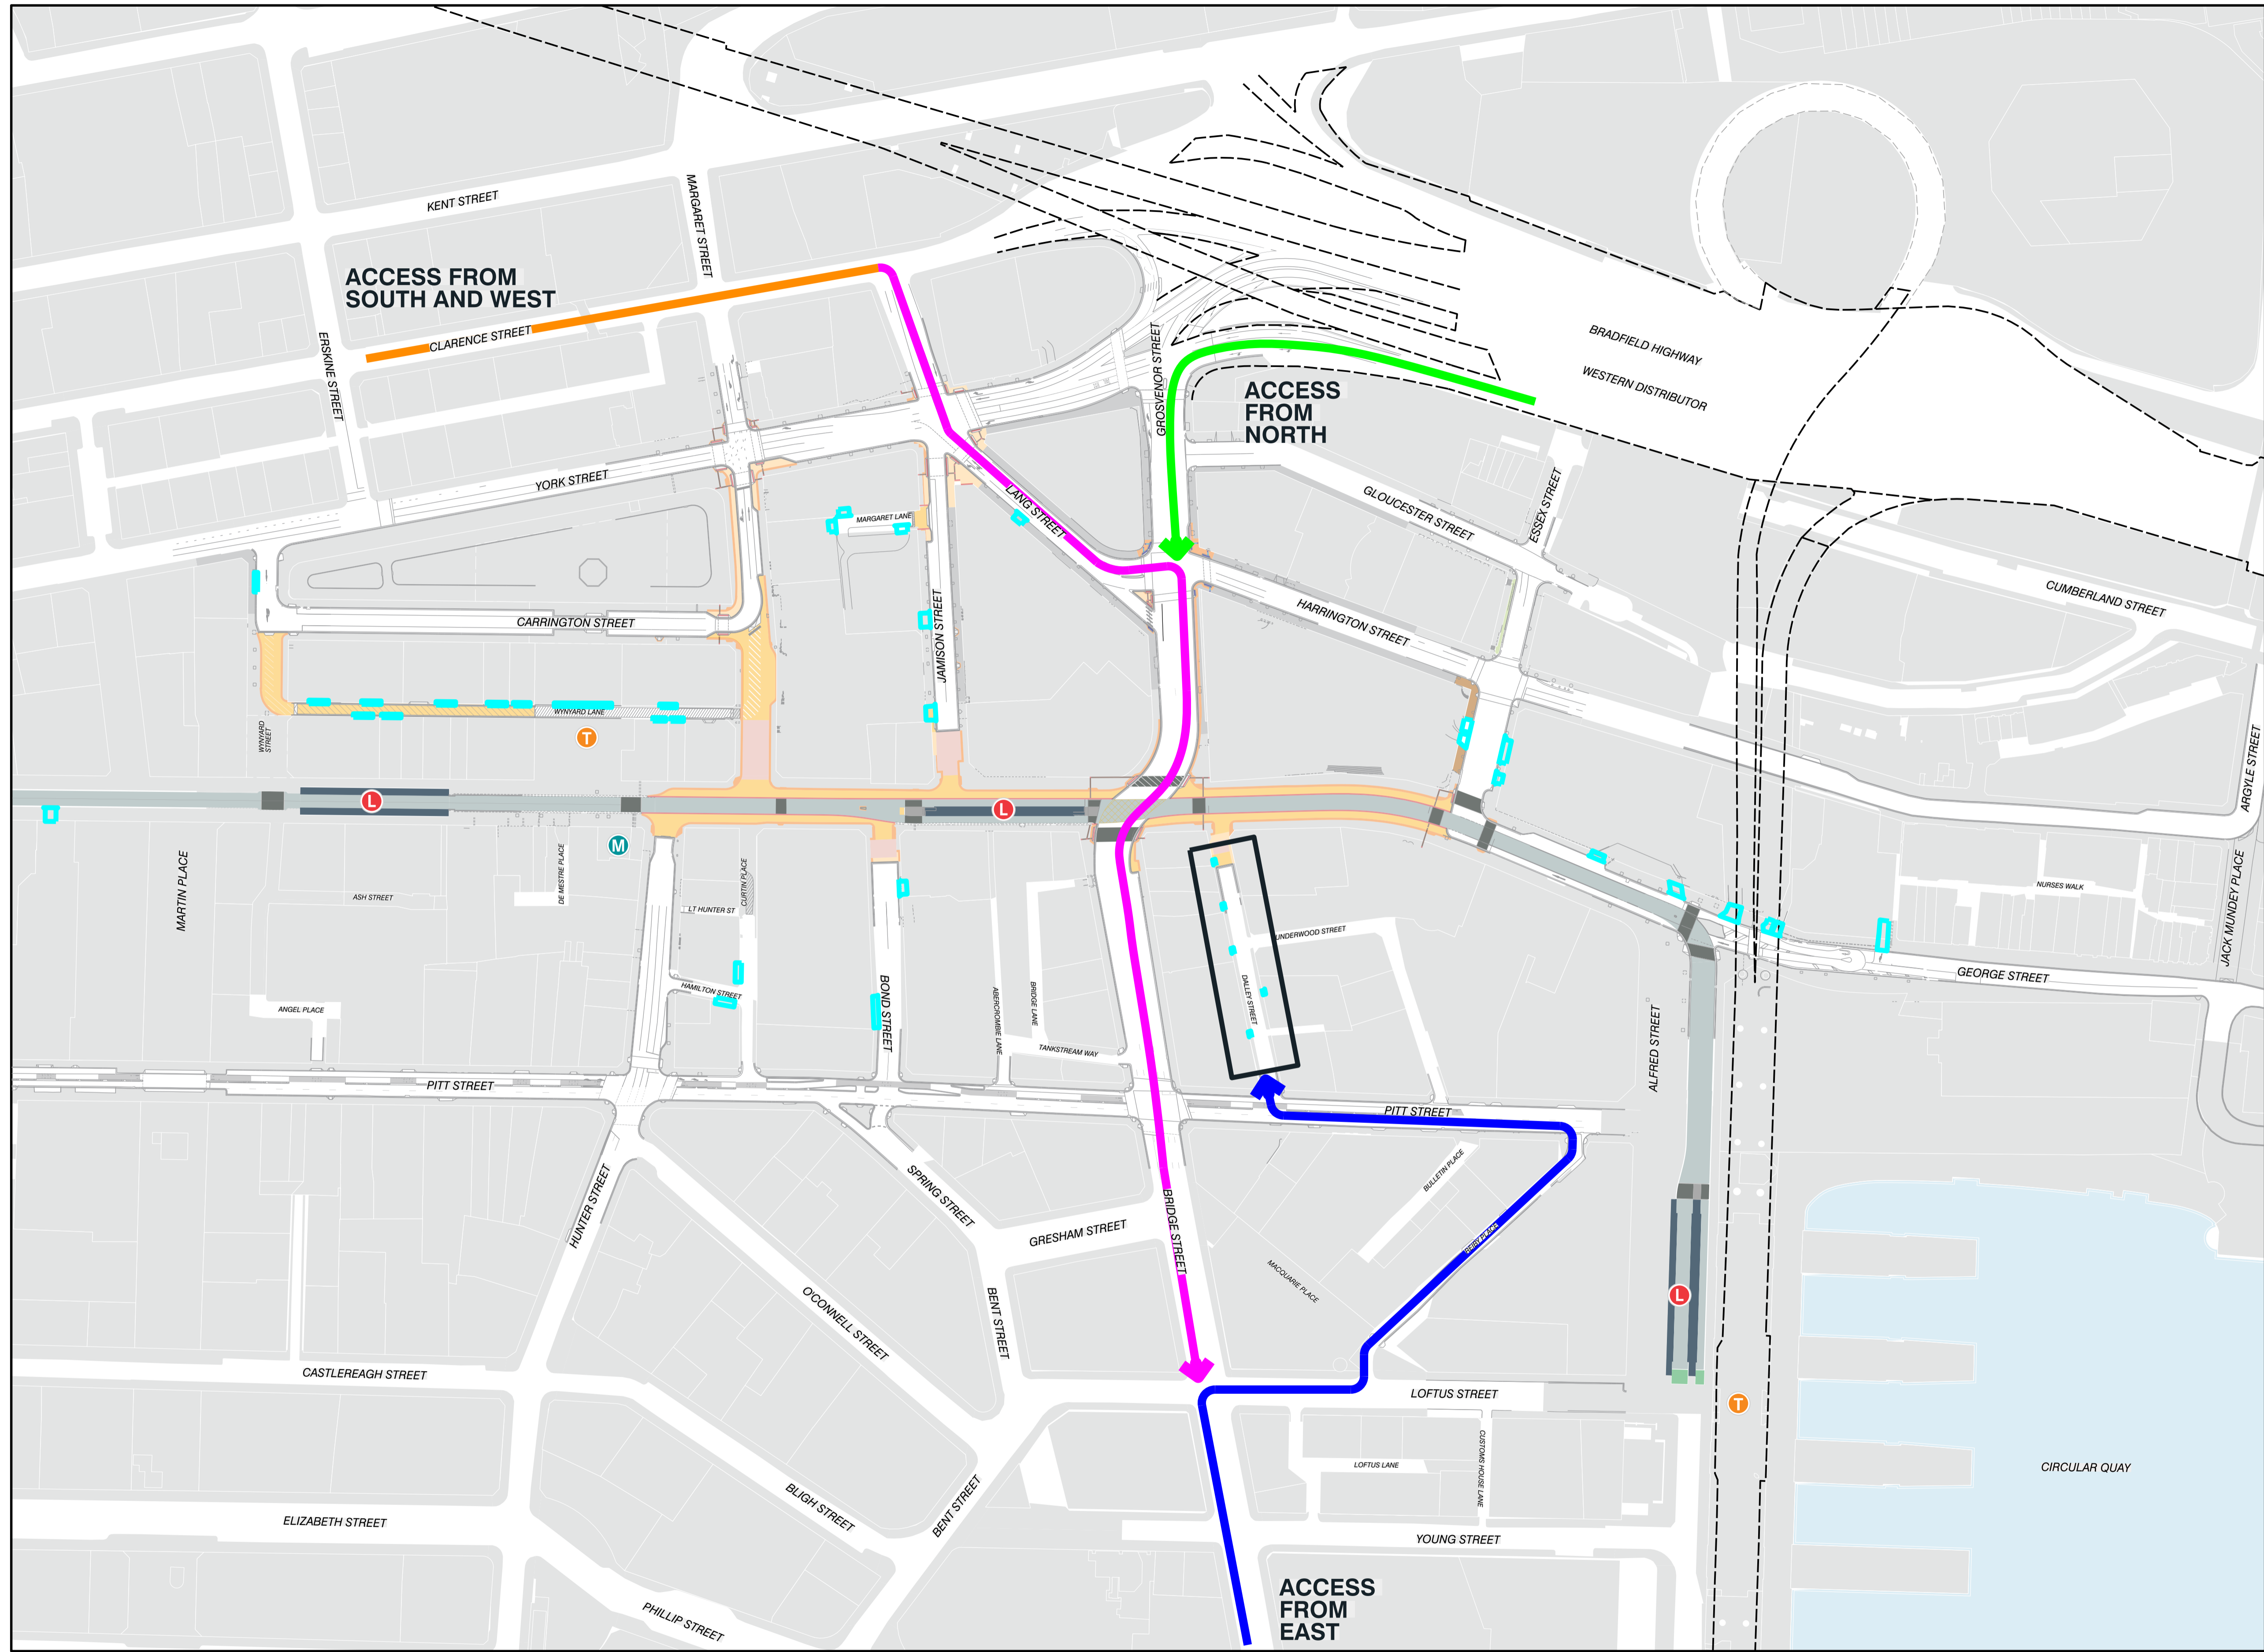 KENT STREET
MARGARET STREET
ACCESS FROM
SOUTH AND WEST
CLARENCE STREET
ERSKINE STREET
GROSVENOR STREET
BRADFIELD HIGHWAY
WESTERN DISTRIBUTOR
ACCESS
FROM
NORTH
YORK STREET
MARGARET LANE
LANG STREET
GLOUCESTER STREET
ESSEX STREET
CUMBERLAND STREET
CARRINGTON STREET
JAMISON STREET
HARRINGTON STREET
WYNYARD LANE
WYNYARD
STREET
T
ARGYLE STREET
L
L
M
MARTIN PLACE
ASH STREET
DE MESTRE PLACE
CURTIN PLACE
LT HUNTER ST
HAMILTON STREET
BOND STREET
ABERCROMBIE LANE
BRIDGE LANE
TANKSTREAM WAY
UNDERWOOD STREET
DALLEY STREET
NURSES WALK
JACK MUNDEY PLACE
GEORGE STREET
ALFRED STREET
ANGEL PLACE
PITT STREET
PITT STREET
HUNTER STREET
SPRING STREET
GRESHAM STREET
BRIDGE STREET
BULLETIN PLACE
REIBY PLACE
MACQUARIE PLACE
O'CONNELL STREET
BENT STREET
L
CASTLEREAGH STREET
LOFTUS STREET
T
CUSTOMS HOUSE LANE
LOFTUS LANE
CIRCULAR QUAY
BLIGH STREET
BENT STREET
ELIZABETH STREET
YOUNG STREET
PHILLIP STREET
ACCESS
FROM
EAST